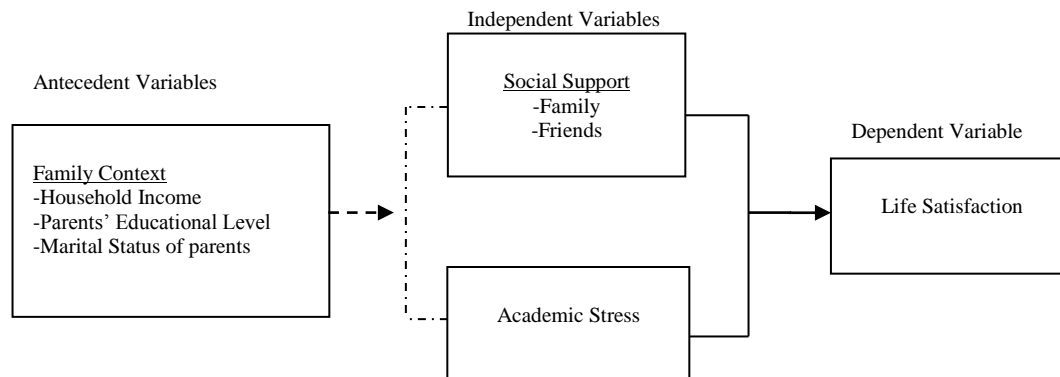 Antecedent Variables
Family Context
-Household Income
-Parents’ Educational Level
-Marital Status of parents
Independent Variables
Social Support
-Family
-Friends
Academic Stress
Dependent Variable
Life Satisfaction